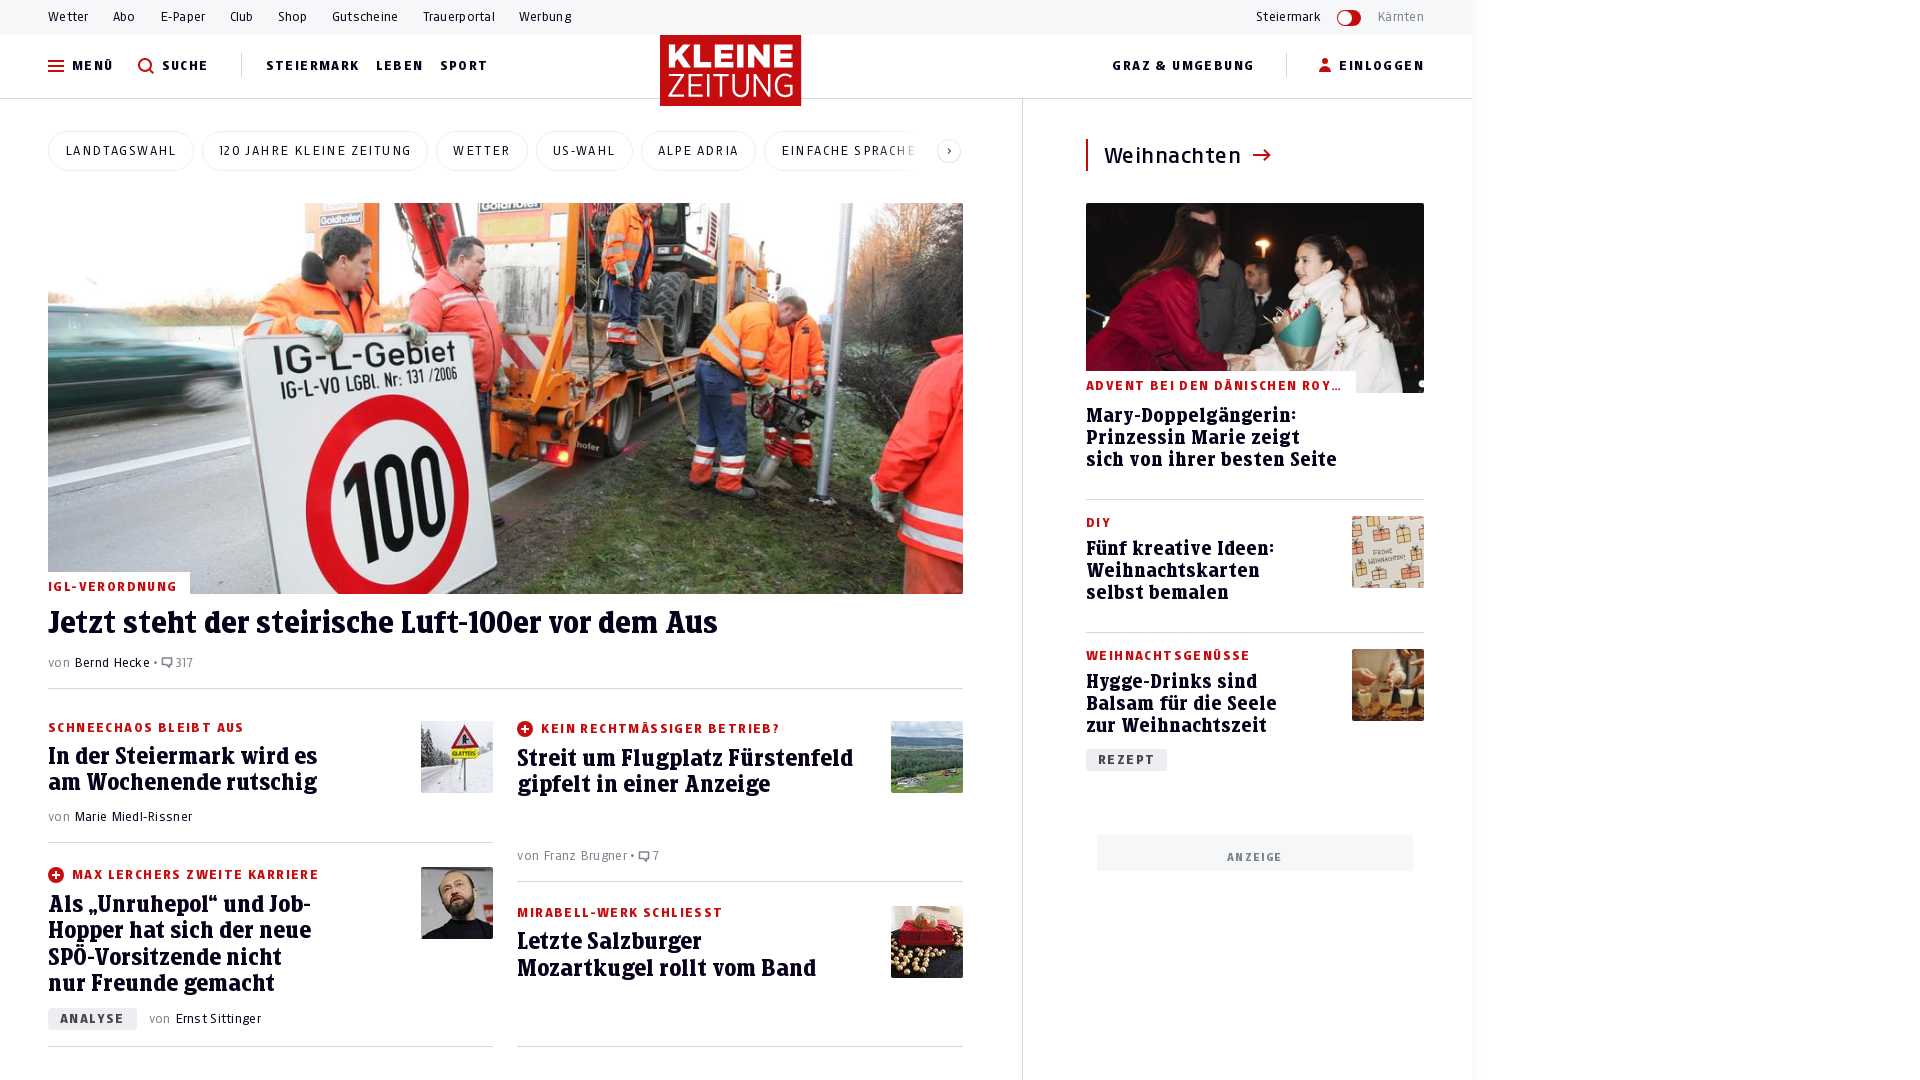 Wetter Abo E-Paper Club Shop Gutscheine Trauerportal Werbung Steiermark Kärnten
MENÜ SUCHE STEIERMARK LEBEN SPORT KLEINE ZEITUNG GRAZ & UMGEBUNG EINLOGGEN
LANDTAGSWAHL 120 JAHRE KLEINE ZEITUNG WETTER US-WAHL ALPE ADRIA EINFACHE SPRACHE
Goldhofer
Goldhofer
IG-L-Gebiet
IG-L-VO LGBl. Nr: 131 /2006
100
IGL-VERORDNUNG
Jetzt steht der steirische Luft-100er vor dem Aus
von Bernd Hecke • 317
SCHNEECHAOS BLEIBT AUS
In der Steiermark wird es
am Wochenende rutschig
GLATTEIS
von Marie Miedl-Rissner
MAX LERCHERS ZWEITE KARRIERE
Als „Unruhepol“ und Job-
Hopper hat sich der neue
SPÖ-Vorsitzende nicht
nur Freunde gemacht
ANALYSE von Ernst Sittinger
KEIN RECHTMÄSSIGER BETRIEB?
Streit um Flugplatz Fürstenfeld
gipfelt in einer Anzeige
von Franz Brugner • 7
MIRABELL-WERK SCHLIESST
Letzte Salzburger
Mozartkugel rollt vom Band
Weihnachten
ADVENT BEI DEN DÄNISCHEN ROY…
Mary-Doppelgängerin:
Prinzessin Marie zeigt
sich von ihrer besten Seite
DIY
Fünf kreative Ideen:
Weihnachtskarten
selbst bemalen
FROHE
WEIHNACHTEN!
WEIHNACHTSGENÜSSE
Hygge-Drinks sind
Balsam für die Seele
zur Weihnachtszeit
REZEPT
ANZEIGE